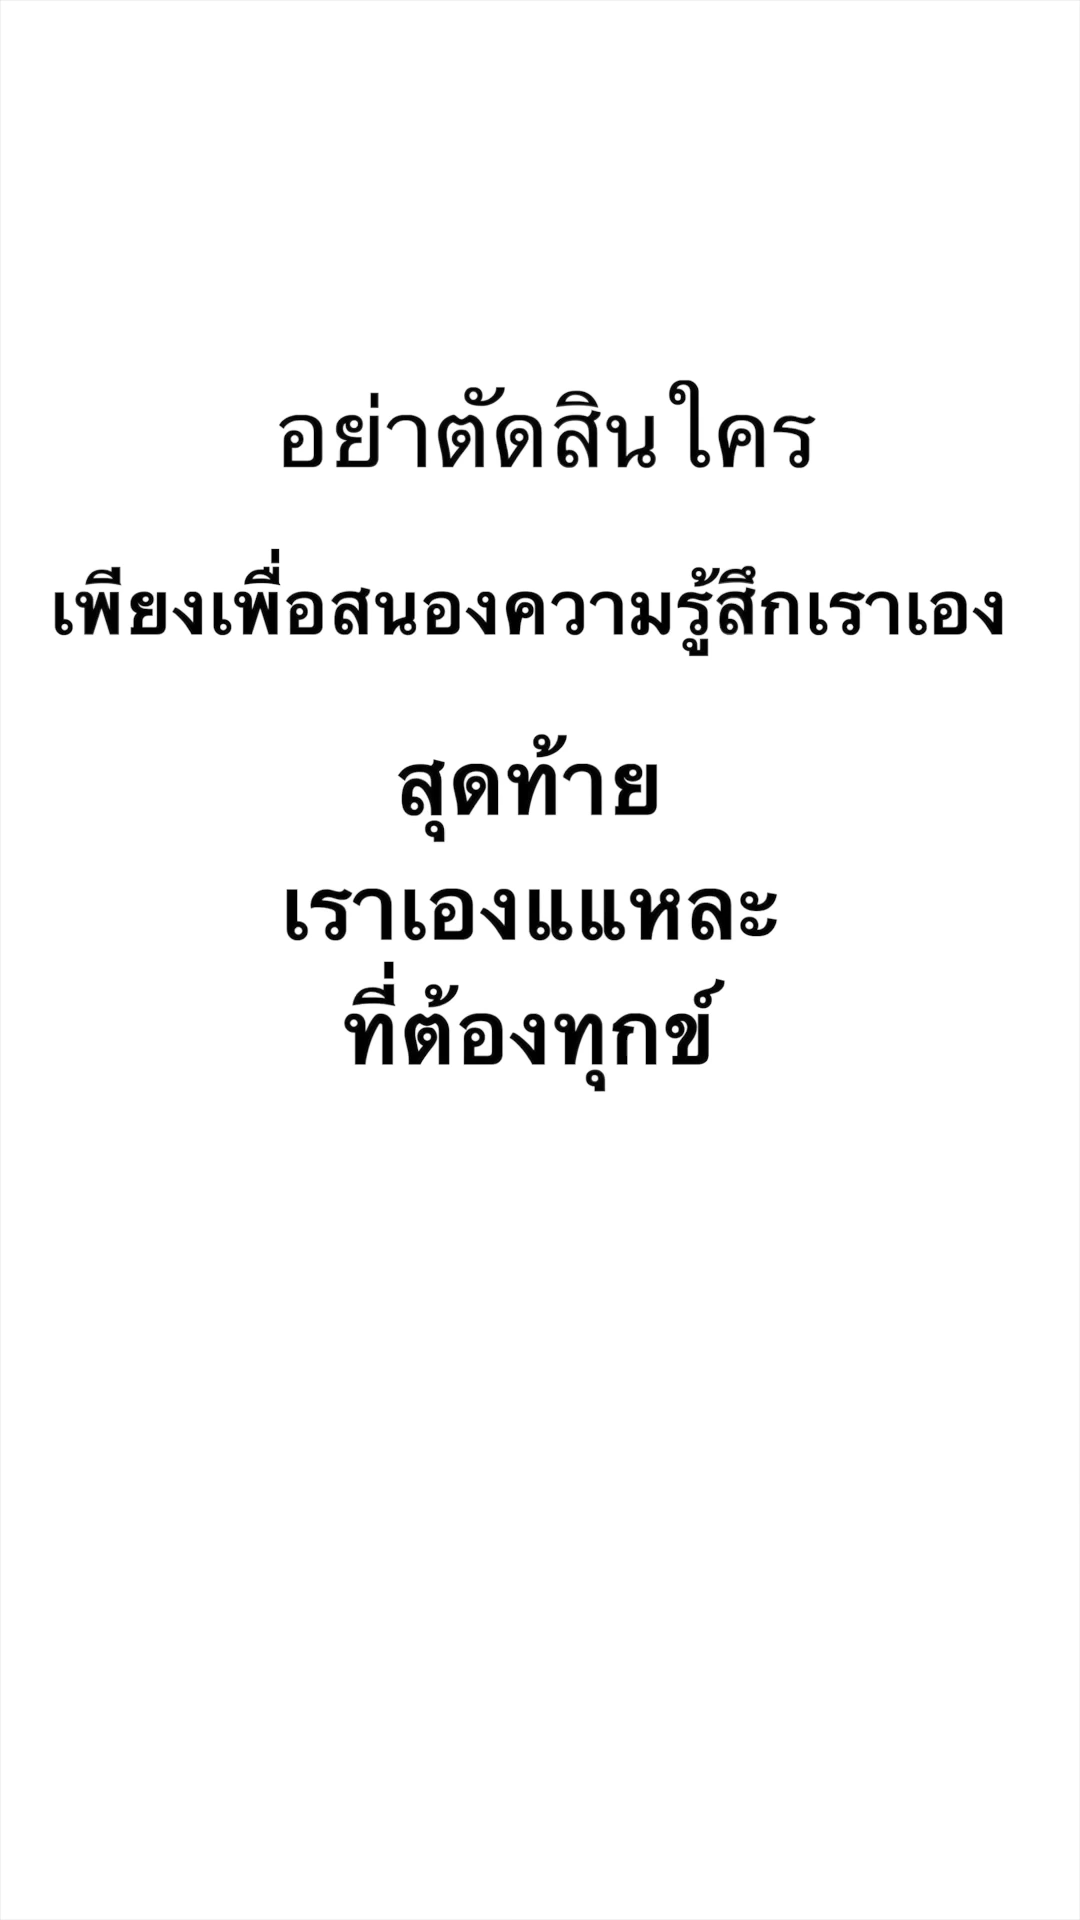 อย่าตัดสินใคร
เพียงเพื่อสนองความรู้สึกเราเอง
สุดท้าย
เราเองแแหละ
ที่ต้องทุกข์